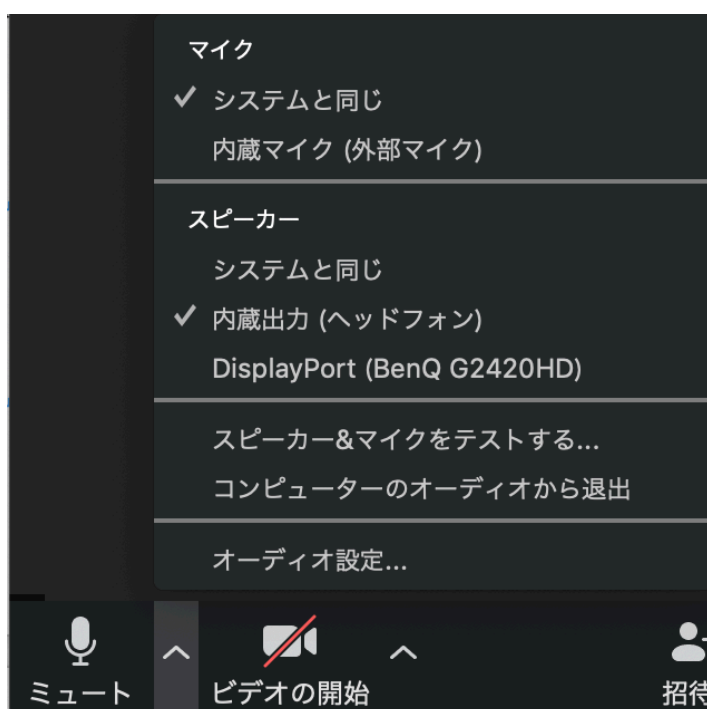 マイク
システムと同じ
内蔵マイク (外部マイク)
スピーカー
システムと同じ
内蔵出力 (ヘッドフォン)
DisplayPort (BenQ G2420HD)
スピーカー&マイクをテストする...
コンピューターのオーディオから退出
オーディオ設定...
ミュート
ビデオの開始
招待